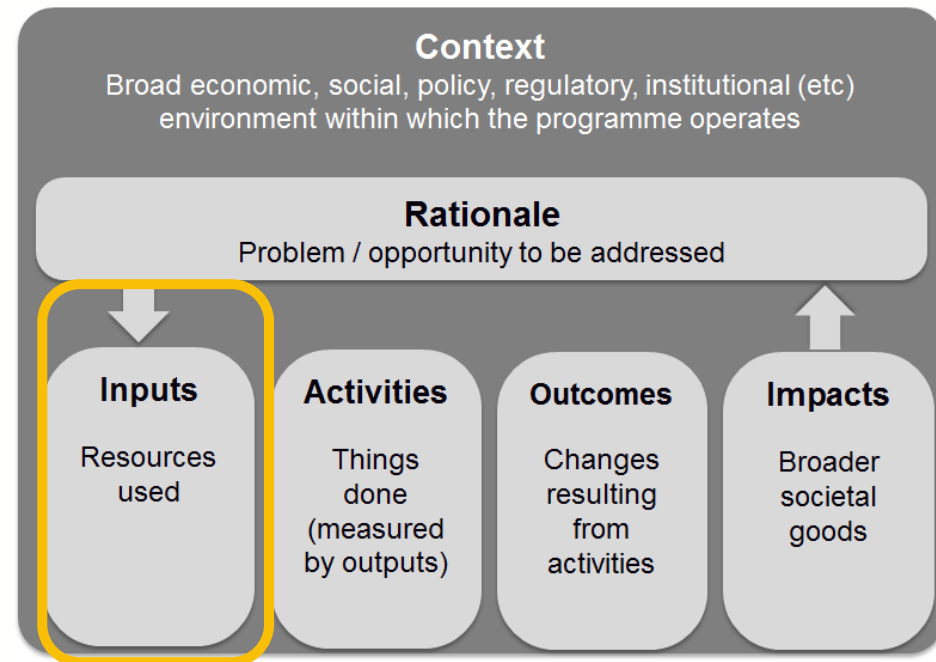 Context
Broad economic, social, policy, regulatory, institutional (etc)
environment within which the programme operates
Rationale
Problem / opportunity to be addressed
Inputs
Resources
used
Activities
Things
done
(measured
by outputs)
Outcomes
Changes
resulting
from
activities
Impacts
Broader
societal
goods